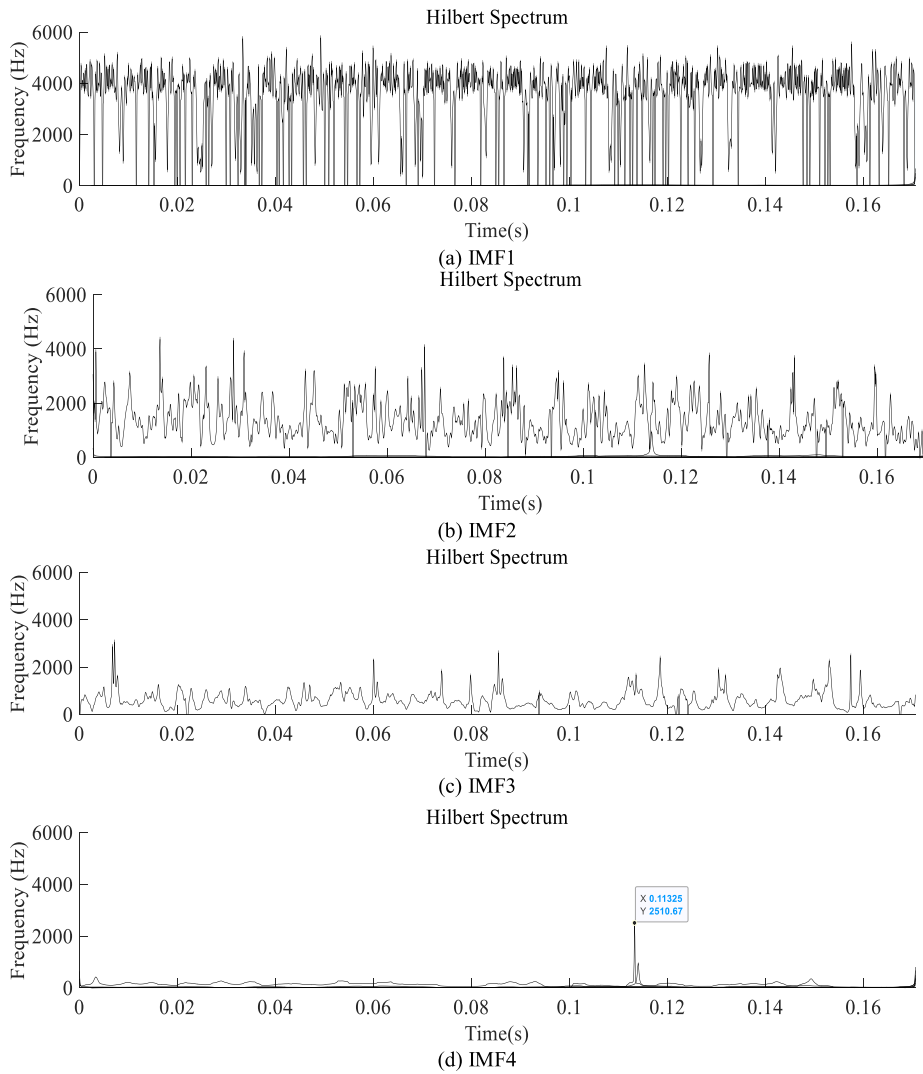 Hilbert Spectrum
6000
4000
2000
0
Frequency (Hz)
0 0.02 0.04 0.06 0.08 0.1 0.12 0.14 0.16
Time(s)
(a) IMF1
Hilbert Spectrum
6000
4000
2000
0
Frequency (Hz)
0 0.02 0.04 0.06 0.08 0.1 0.12 0.14 0.16
Time(s)
(b) IMF2
Hilbert Spectrum
6000
4000
2000
0
Frequency (Hz)
0 0.02 0.04 0.06 0.08 0.1 0.12 0.14 0.16
Time(s)
(c) IMF3
Hilbert Spectrum
6000
4000
2000
0
Frequency (Hz)
X 0.11325
Y 2510.67
0 0.02 0.04 0.06 0.08 0.1 0.12 0.14 0.16
Time(s)
(d) IMF4